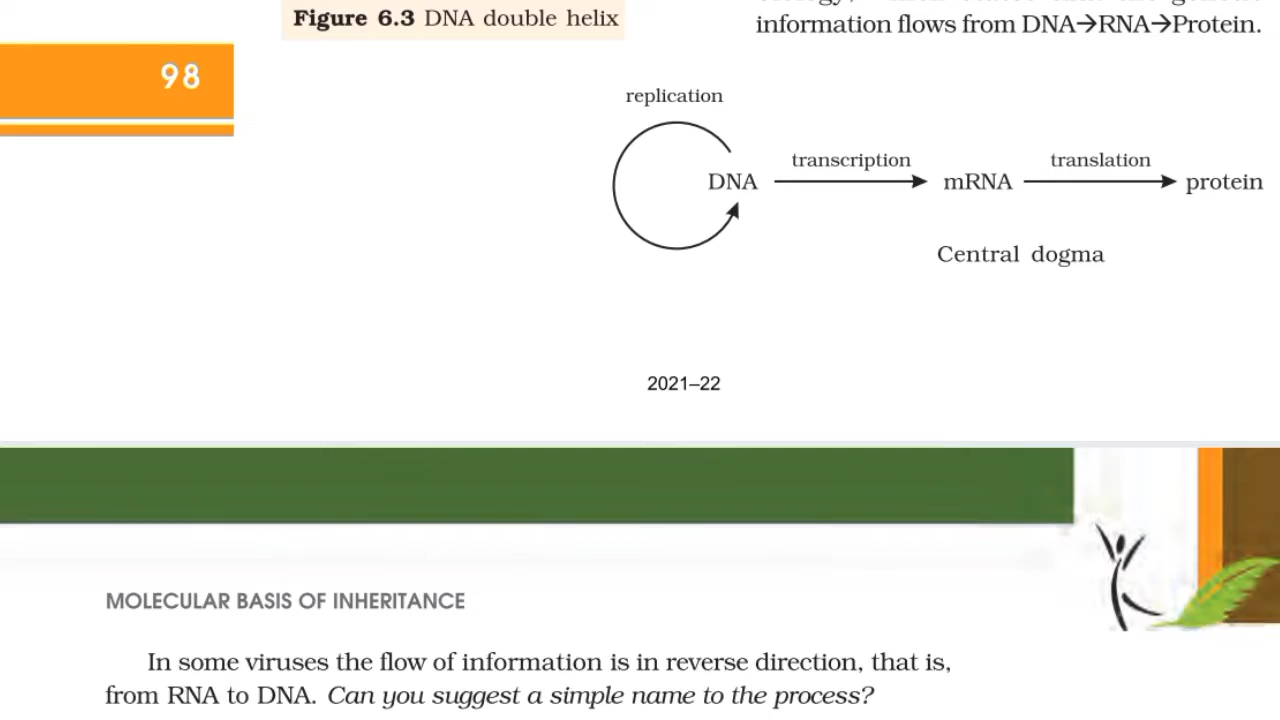 Figure 6.3 DNA double helix
information flows from DNA→RNA→Protein.
98
replication
transcription
translation
DNA
mRNA
protein
Central dogma
2021–22
MOLECULAR BASIS OF INHERITANCE
In some viruses the flow of information is in reverse direction, that is,
from RNA to DNA. Can you suggest a simple name to the process?